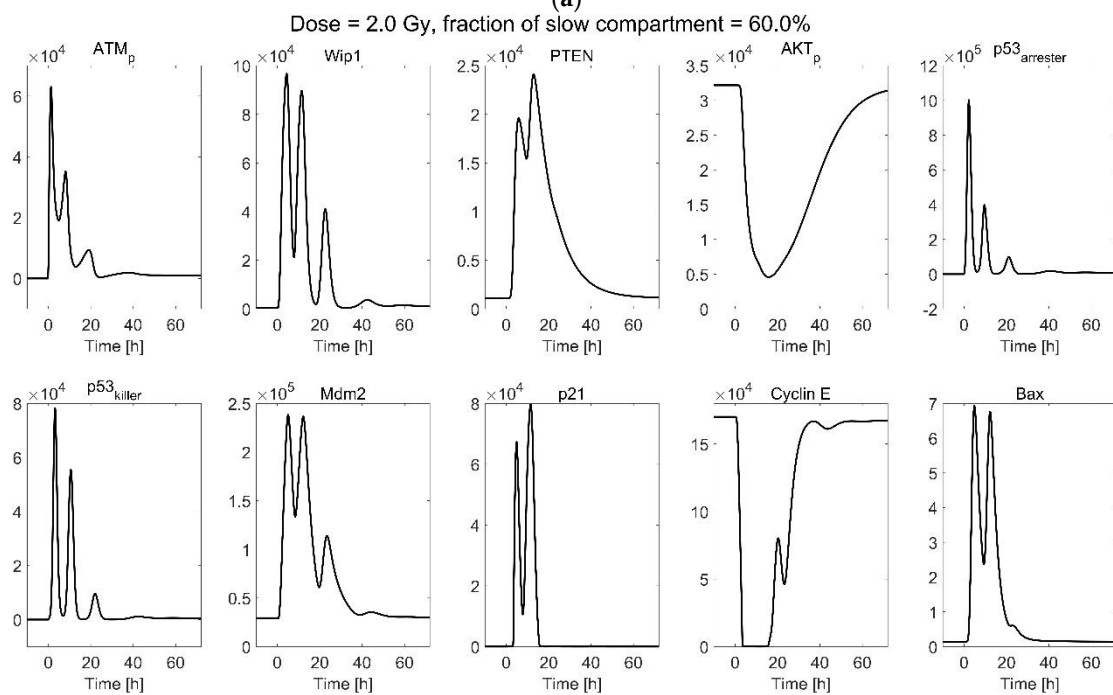 (a)
Dose = 2.0 Gy, fraction of slow compartment = 60.0%
×10⁴ ATMp
6
4
2
0
0 20 40 60
Time [h]
×10⁴ Wip1
10
8
6
4
2
0
0 20 40 60
Time [h]
×10⁴ PTEN
2.5
2
1.5
1
0.5
0
0 20 40 60
Time [h]
×10⁴ AKTp
3.5
3
2.5
2
1.5
1
0.5
0
0 20 40 60
Time [h]
×10⁵ p53arrester
12
10
8
6
4
2
0
-2
0 20 40 60
Time [h]
×10⁴ p53killer
8
6
4
2
0
0 20 40 60
Time [h]
×10⁵ Mdm2
2.5
2
1.5
1
0.5
0
0 20 40 60
Time [h]
×10⁴ p21
8
6
4
2
0
0 20 40 60
Time [h]
×10⁴ Cyclin E
15
10
5
0
0 20 40 60
Time [h]
Bax
7
6
5
4
3
2
1
0
0 20 40 60
Time [h]